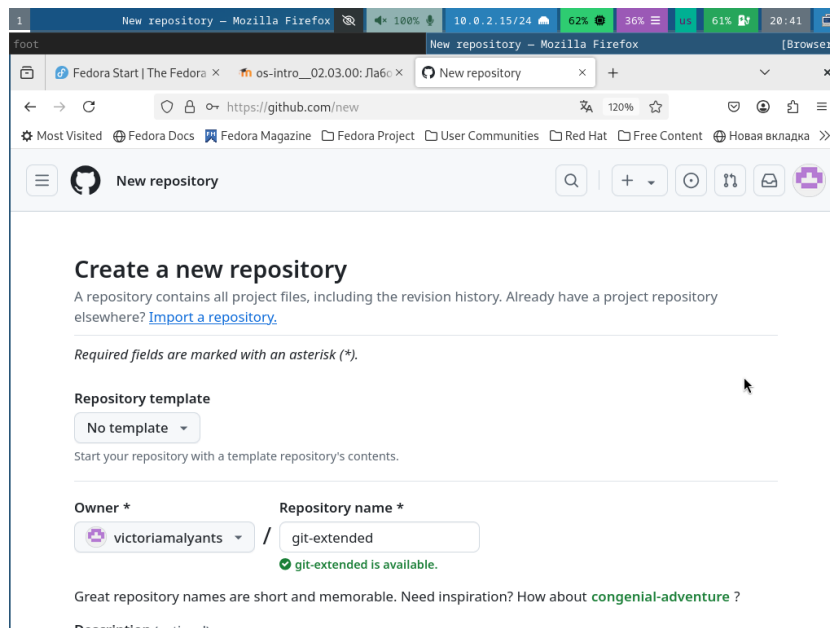 1 New repository — Mozilla Firefox 100% 10.0.2.15/24 62% 36% us 61% 20:41
foot New repository — Mozilla Firefox [Browser
Fedora Start | The Fedora × os-intro__02.03.00: Лабо × New repository × +
https://github.com/new 120%
Most Visited Fedora Docs Fedora Magazine Fedora Project User Communities Red Hat Free Content Новая вкладка
New repository
Create a new repository
A repository contains all project files, including the revision history. Already have a project repository
elsewhere? Import a repository.
Required fields are marked with an asterisk (*).
Repository template
No template
Start your repository with a template repository's contents.
Owner * Repository name *
victoriamalyants / git-extended
git-extended is available.
Great repository names are short and memorable. Need inspiration? How about congenial-adventure ?